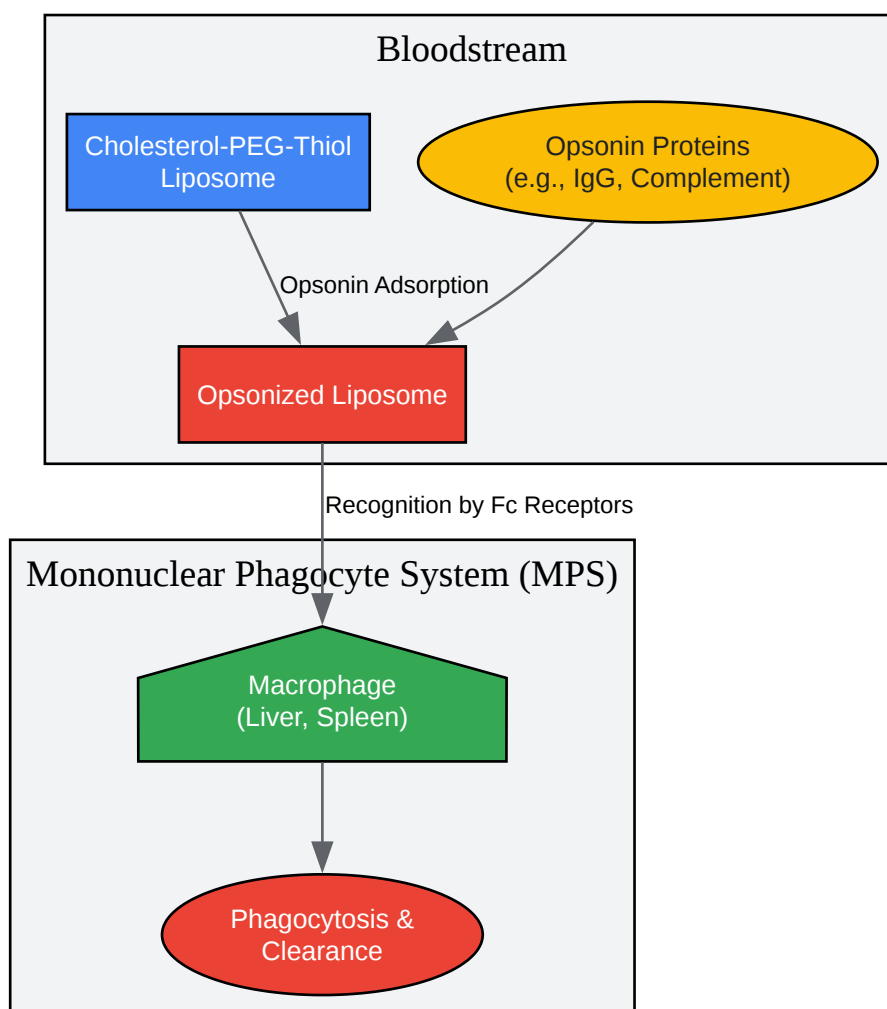 Bloodstream
Cholesterol-PEG-Thiol
Liposome
Opsonin Proteins
(e.g., IgG, Complement)
Opsonin Adsorption
Opsonized Liposome
Recognition by Fc Receptors
Mononuclear Phagocyte System (MPS)
Macrophage
(Liver, Spleen)
Phagocytosis &
Clearance